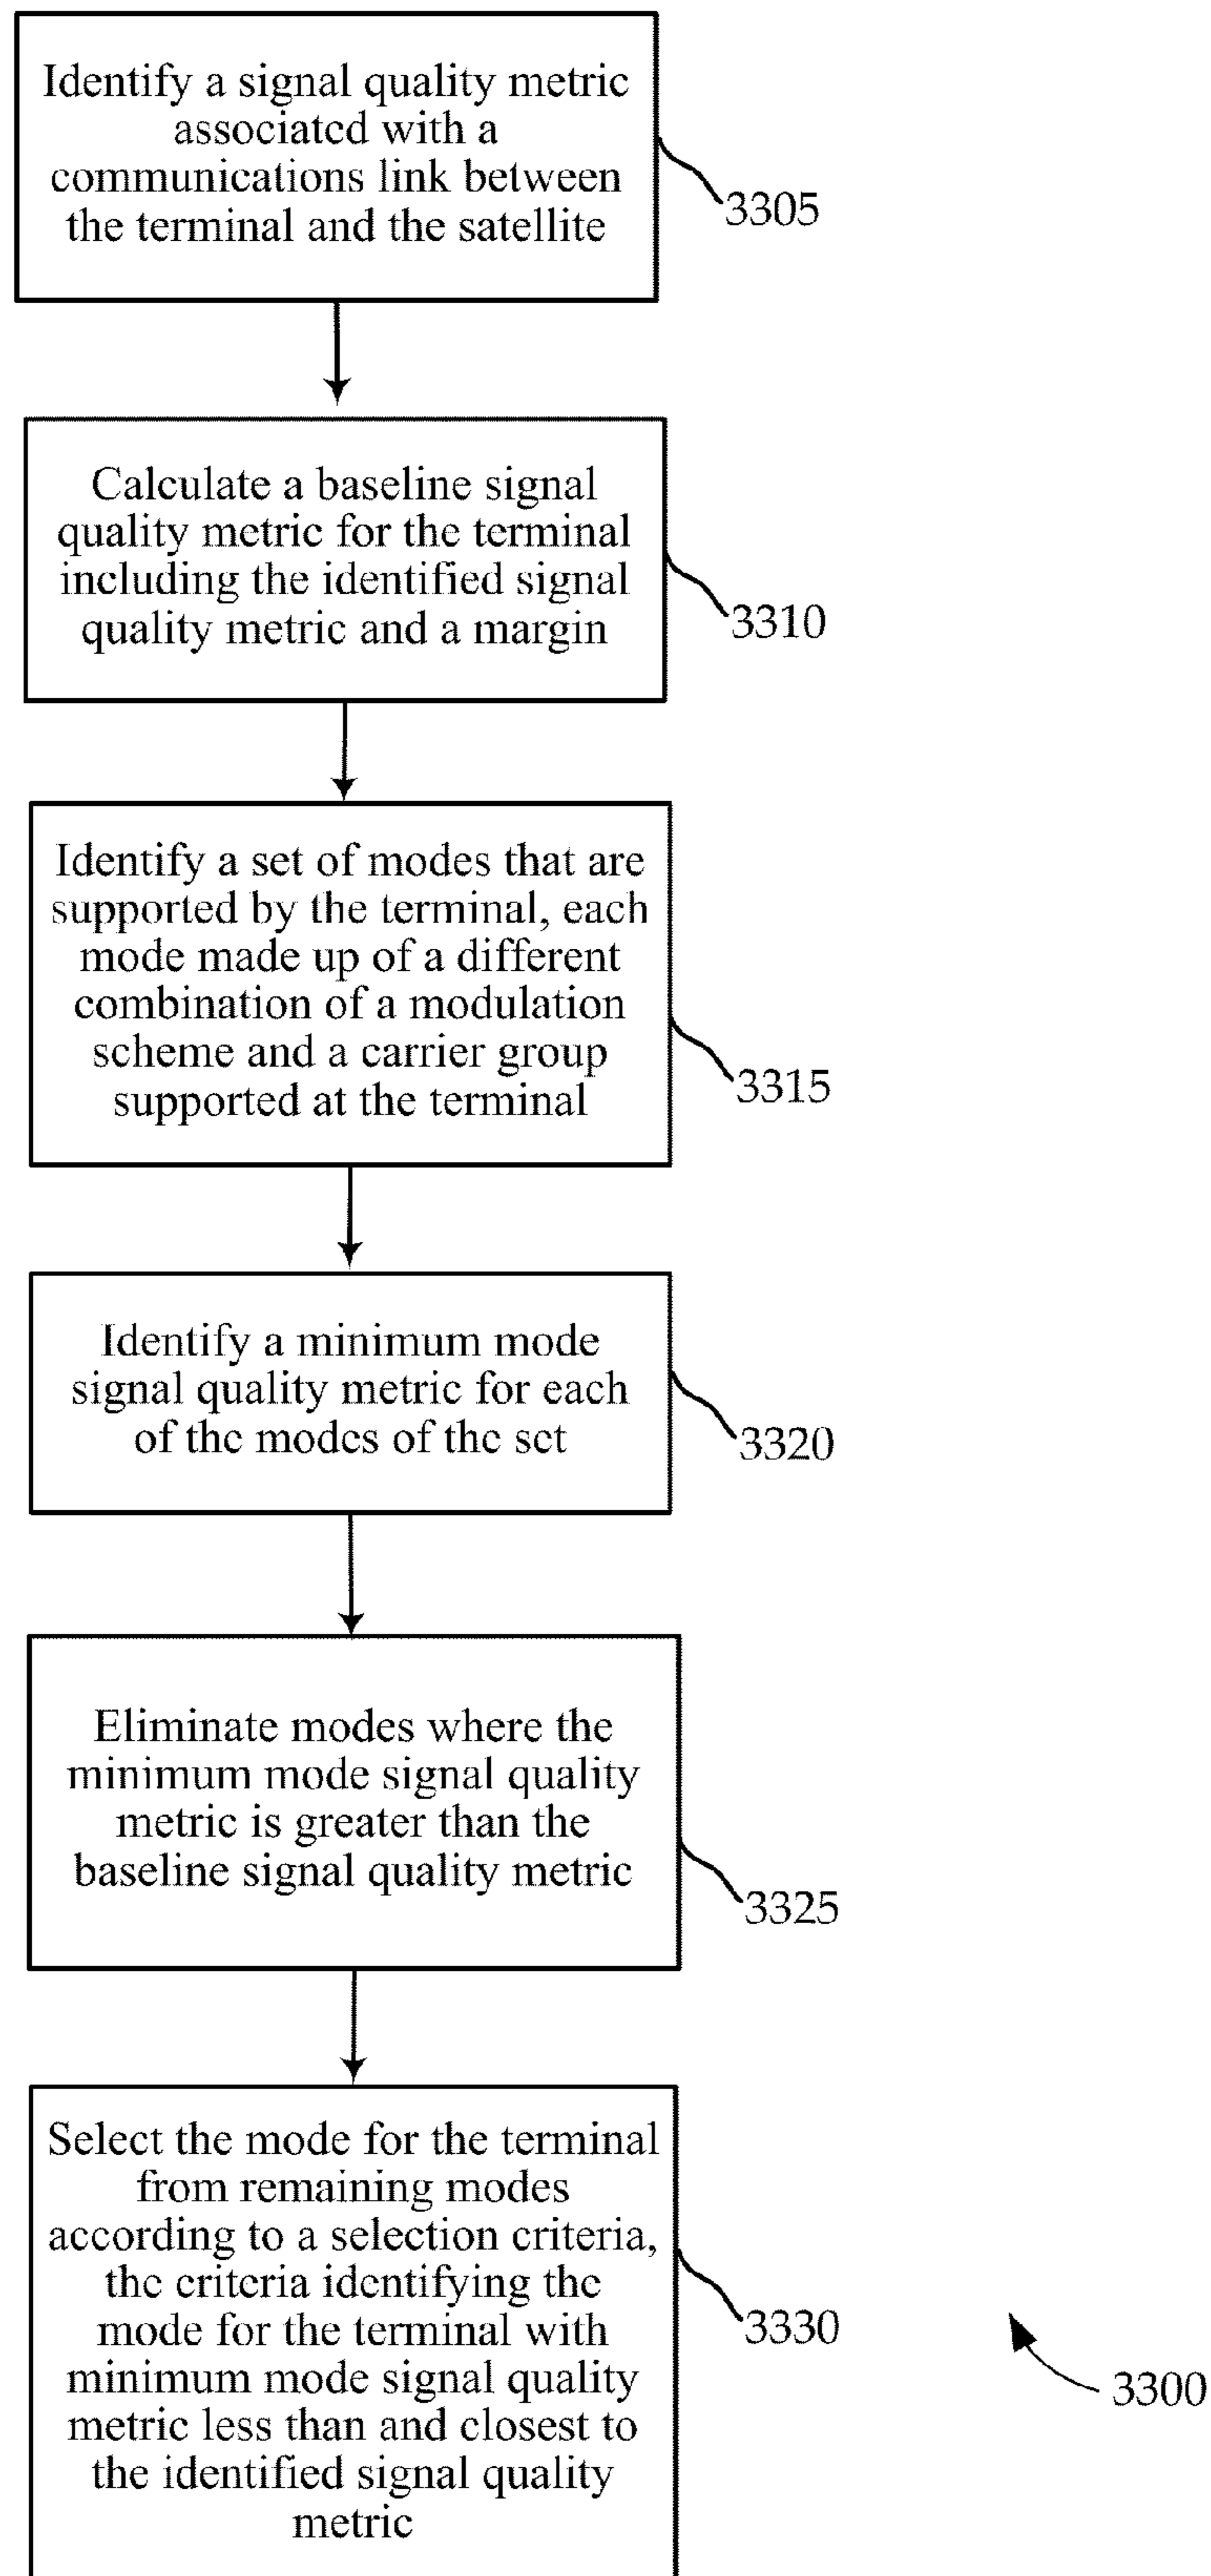 Identify a signal quality metric
associated with a
communications link between
the terminal and the satellite
3305
Calculate a baseline signal
quality metric for the terminal
including the identified signal
quality metric and a margin
3310
Identify a set of modes that are
supported by the terminal, each
mode made up of a different
combination of a modulation
scheme and a carrier group
supported at the terminal
3315
Identify a minimum mode
signal quality metric for each
of the modes of the set
3320
Eliminate modes where the
minimum mode signal quality
metric is greater than the
baseline signal quality metric
3325
Select the mode for the terminal
from remaining modes
according to a selection criteria,
the criteria identifying the
mode for the terminal with
minimum mode signal quality
metric less than and closest to
the identified signal quality
metric
3330
3300